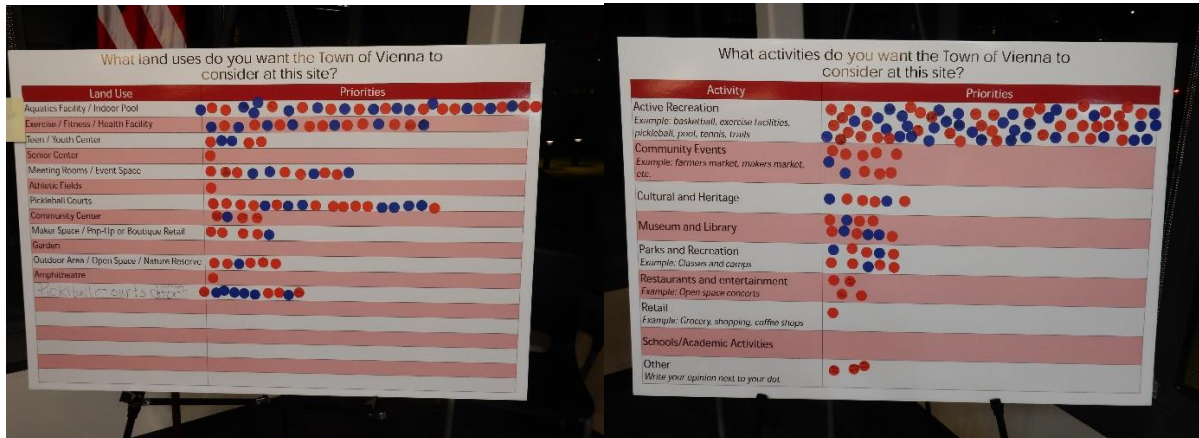 What land uses do you want the Town of Vienna to
consider at this site?
Land Use Priorities
Aquatics Facility / Indoor Pool
Exercise / Fitness / Health Facility
Teen / Youth Center
Senior Center
Meeting Rooms / Event Space
Athletic Fields
Pickleball Courts
Community Center
Maker Space / Pop-Up or Boutique Retail
Garden
Outdoor Area / Open Space / Nature Reserve
Amphitheatre
Pickleball courts
What activities do you want the Town of Vienna to
consider at this site?
Activity Priorities
Active Recreation
Example: basketball, exercise facilities,
pickleball, pool, tennis, trails
Community Events
Example: farmers market, makers market,
etc.
Cultural and Heritage
Museum and Library
Parks and Recreation
Example: Classes and camps
Restaurants and entertainment
Example: Open space concerts
Retail
Example: Grocery, shopping, coffee shops
Schools/Academic Activities
Other
Write your opinion next to your dot